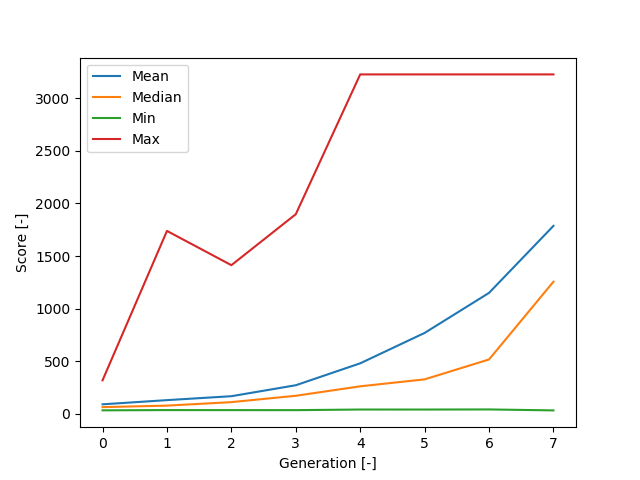 Mean
Median
Min
Max
3000
2500
2000
1500
1000
500
0
Score [-]
0 1 2 3 4 5 6 7
Generation [-]